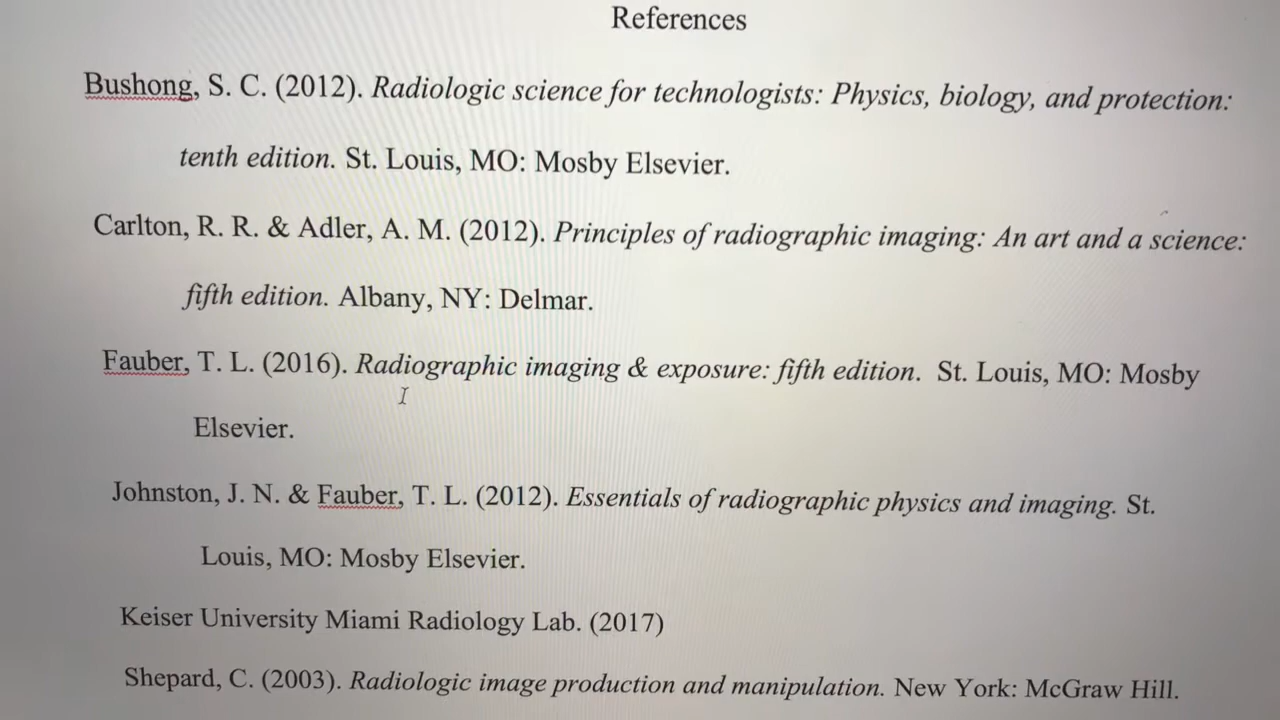 References
Bushong, S. C. (2012). Radiologic science for technologists: Physics, biology, and protection:
tenth edition. St. Louis, MO: Mosby Elsevier.
Carlton, R. R. & Adler, A. M. (2012). Principles of radiographic imaging: An art and a science:
fifth edition. Albany, NY: Delmar.
Fauber, T. L. (2016). Radiographic imaging & exposure: fifth edition. St. Louis, MO: Mosby
Elsevier.
Johnston, J. N. & Fauber, T. L. (2012). Essentials of radiographic physics and imaging. St.
Louis, MO: Mosby Elsevier.
Keiser University Miami Radiology Lab. (2017)
Shepard, C. (2003). Radiologic image production and manipulation. New York: McGraw Hill.